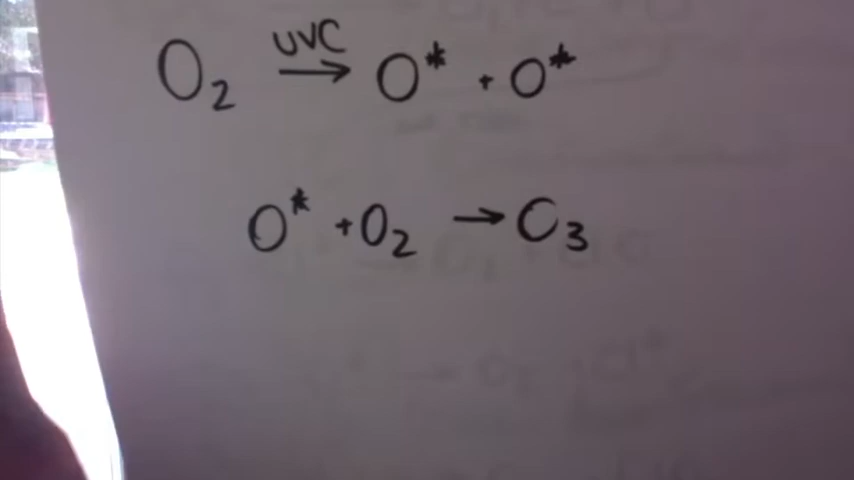 O₂ UVC → O* + O*
O* + O₂ → O₃